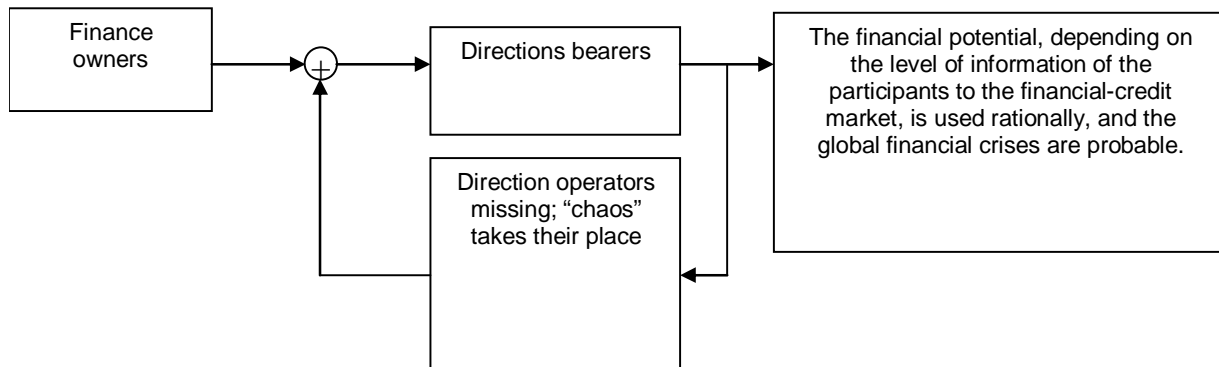 Finance
owners
+
Directions bearers
The financial potential, depending on
the level of information of the
participants to the financial-credit
market, is used rationally, and the
global financial crises are probable.
Direction operators
missing; “chaos”
takes their place